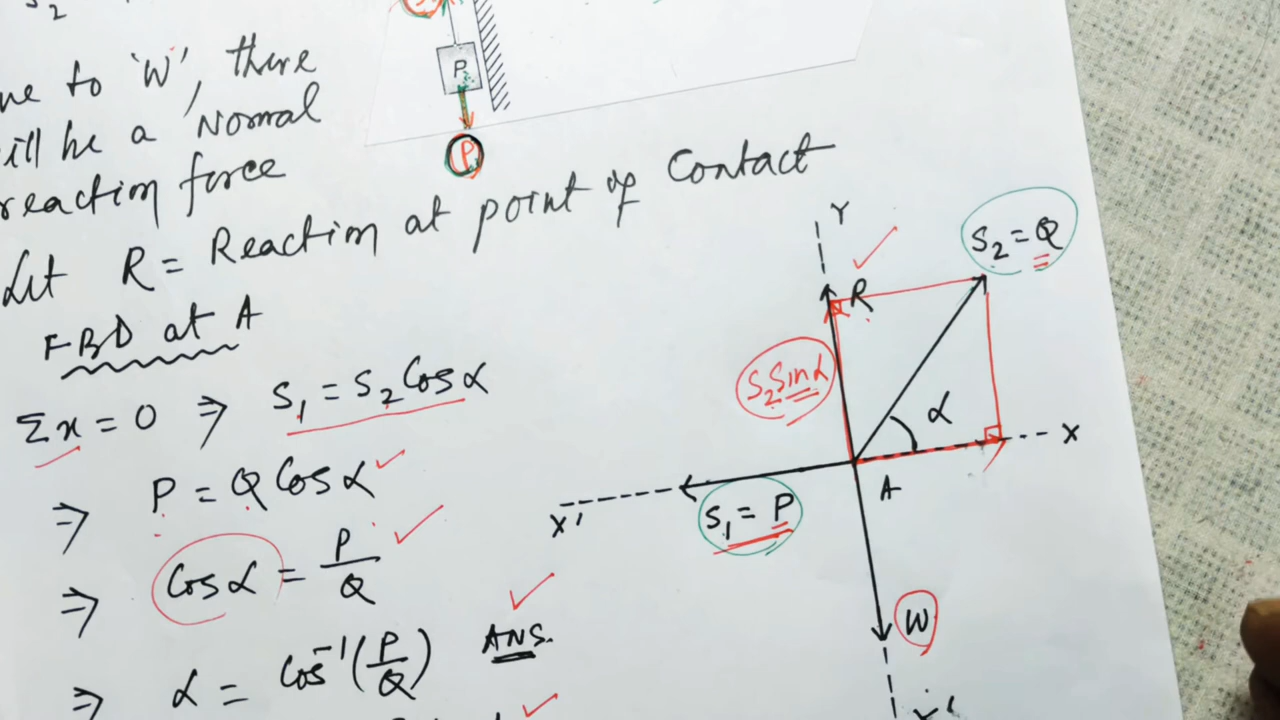 S₂
P
P
ue to 'W', there
ill be a Normal
reaction force
Let R = Reaction at point of Contact
FBD at A
Σx = 0 ⇒ S₁ = S₂ Cos α
⇒ P = Q Cos α
⇒ Cos α = P/Q
⇒ α = Cos⁻¹(P/Q) ANS.
Y
S₂ = Q
R
S₂ Sin α
α
X
A
X'
S₁ = P
W